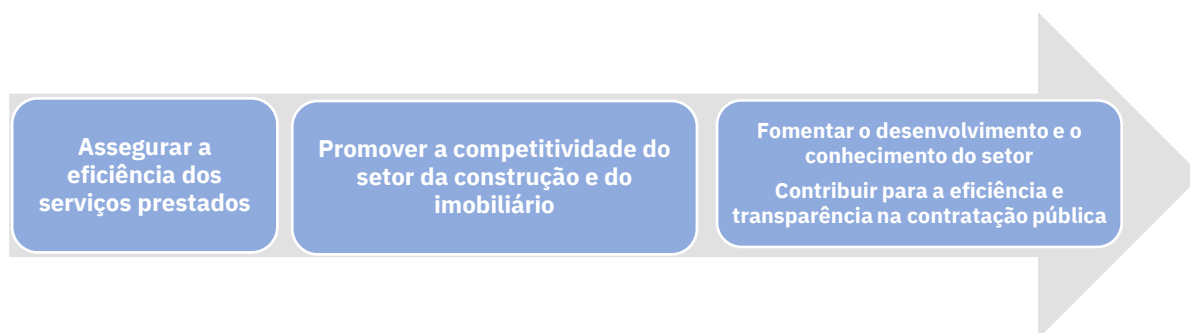 Assegurar a
eficiência dos
serviços prestados
Promover a competitividade do
setor da construção e do
imobiliário
Fomentar o desenvolvimento e o
conhecimento do setor
Contribuir para a eficiência e
transparência na contratação pública